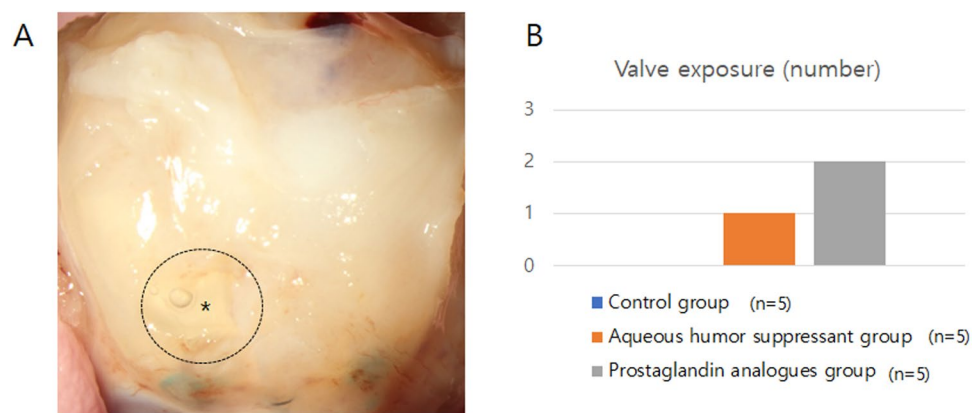 A
*
B
Valve exposure (number)
3
2
1
0
Control group (n=5)
Aqueous humor suppressant group (n=5)
Prostaglandin analogues group (n=5)